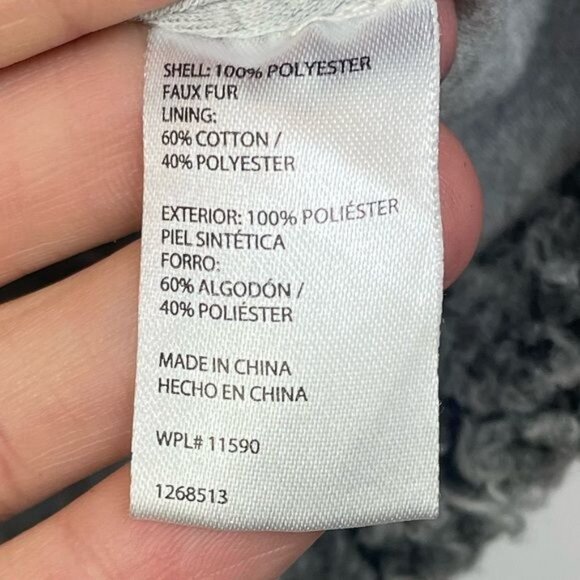 SHELL: 100% POLYESTER
FAUX FUR
LINING:
60% COTTON /
40% POLYESTER
EXTERIOR: 100% POLIÉSTER
PIEL SINTÉTICA
FORRO:
60% ALGODÓN /
40% POLIÉSTER
MADE IN CHINA
HECHO EN CHINA
WPL# 11590
1268513